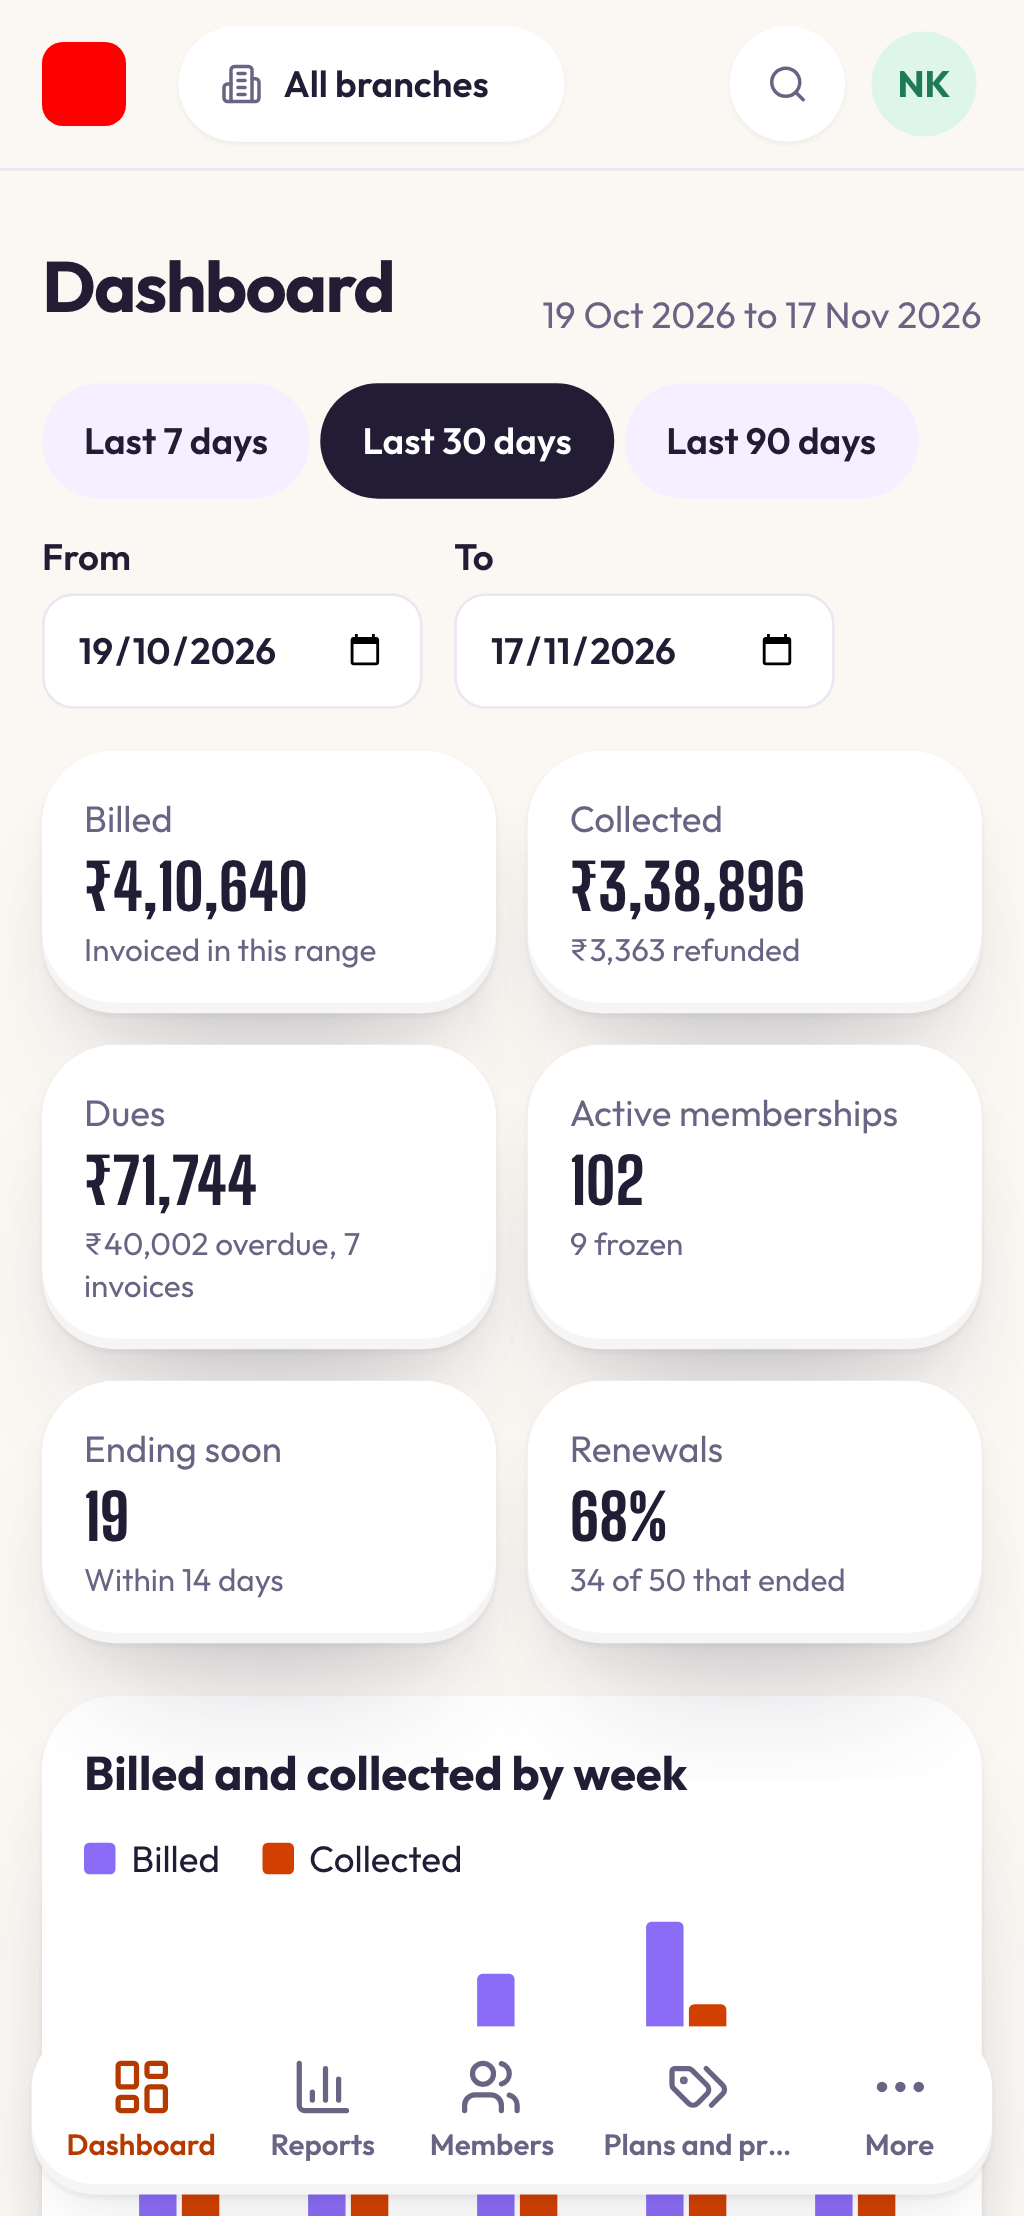 All branches
NK
Dashboard
19 Oct 2026 to 17 Nov 2026
Last 7 days
Last 30 days
Last 90 days
From
To
19/10/2026
17/11/2026
Billed
Collected
₹4,10,640
₹3,38,896
Invoiced in this range
₹3,363 refunded
Dues
Active memberships
₹71,744
102
₹40,002 overdue, 7
invoices
9 frozen
Ending soon
Renewals
19
68%
Within 14 days
34 of 50 that ended
Billed and collected by week
Billed
Collected
Dashboard
Reports
Members
Plans and pr...
More